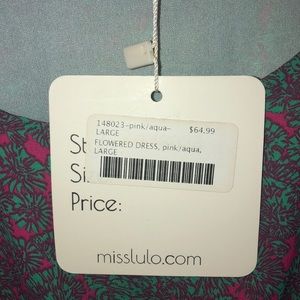 148023-pink/aqua- $64.99
LARGE
FLOWERED DRESS, pink/aqua,
LARGE
St
Si
Price:
misslulo.com